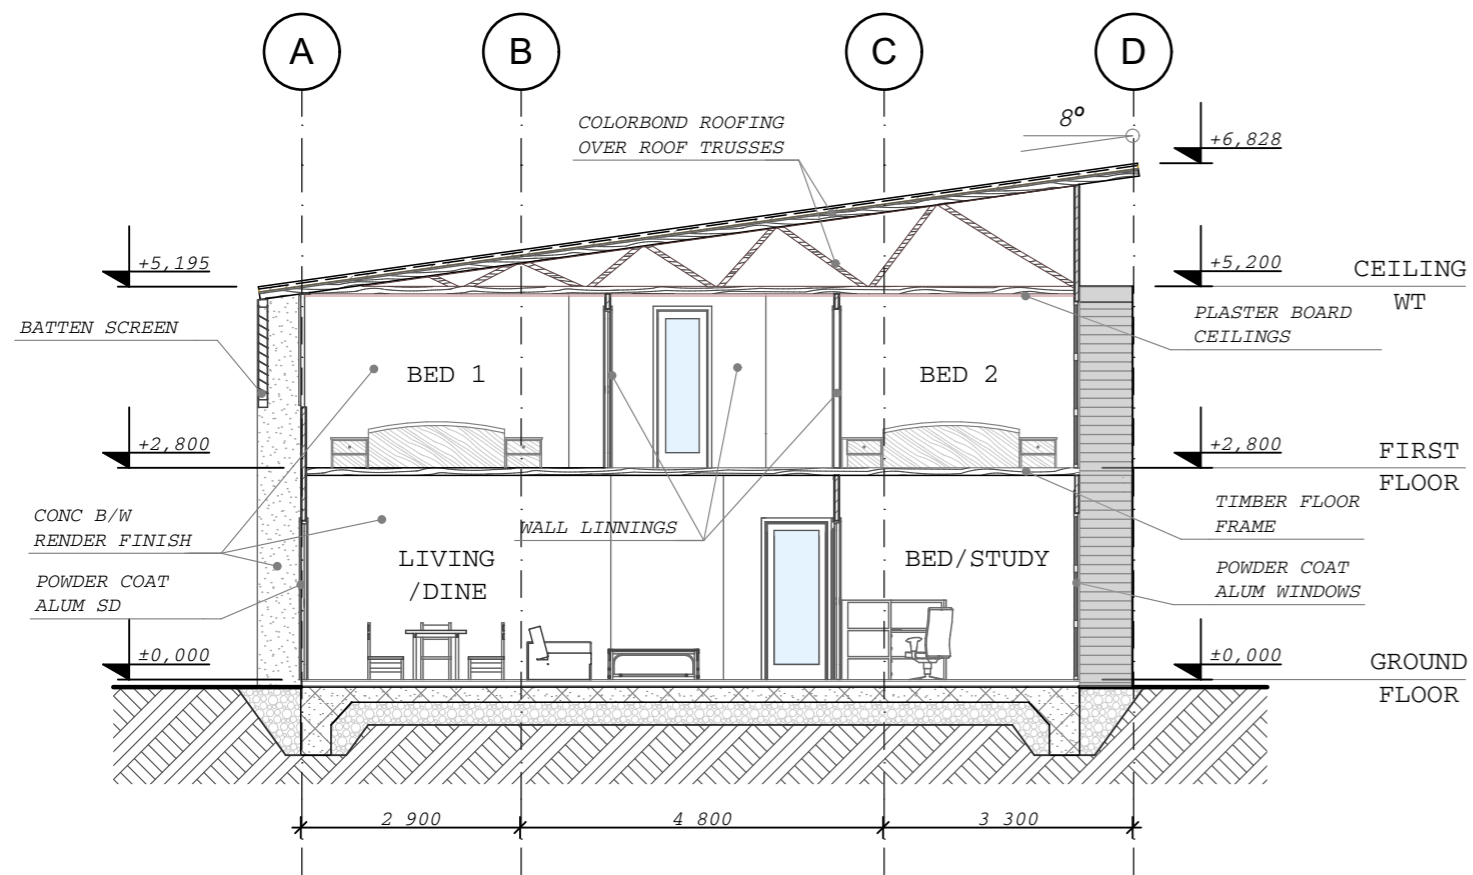 A
B
C
D
COLORBOND ROOFING
OVER ROOF TRUSSES
8º
+6,828
+5,195
+5,200
CEILING
WT
BATTEN SCREEN
PLASTER BOARD
CEILINGS
BED 1
BED 2
+2,800
+2,800
FIRST
FLOOR
CONC B/W
RENDER FINISH
WALL LINNINGS
TIMBER FLOOR
FRAME
LIVING
/DINE
BED/STUDY
POWDER COAT
ALUM SD
POWDER COAT
ALUM WINDOWS
±0,000
±0,000
GROUND
FLOOR
2 900
4 800
3 300